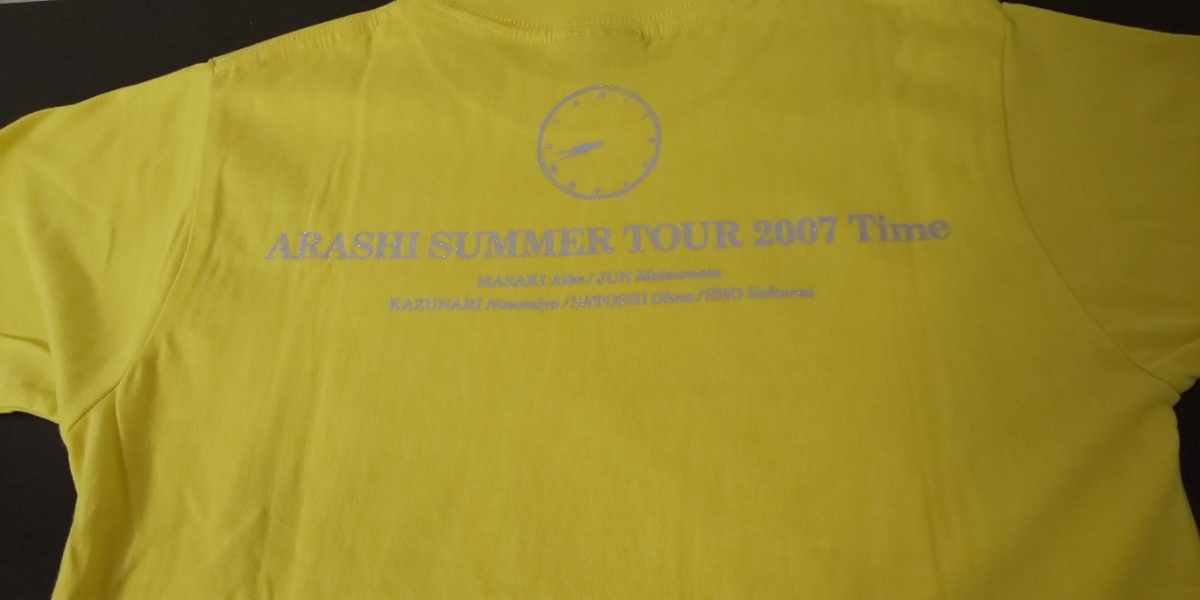 ARASHI SUMMER TOUR 2007 Time
MASAKI Aiba/JUN Matsumoto
KAZUNARI Ninomiya/SATOSHI Ohno/SHO Sakurai